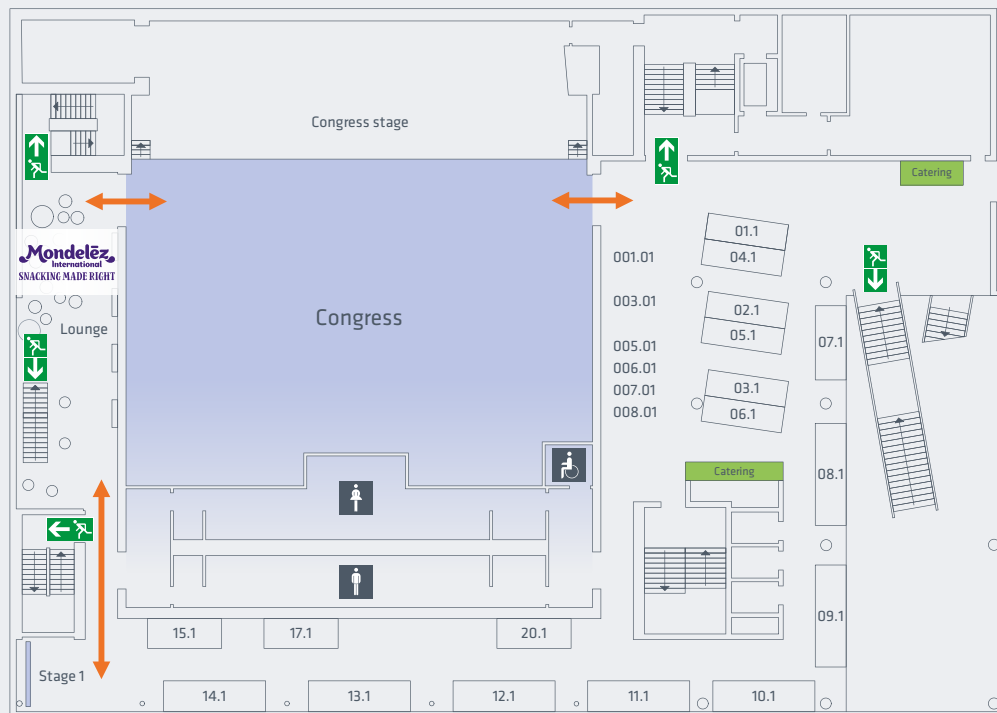 Congress stage
Catering
Mondelēz
International
SNACKING MADE RIGHT
Lounge
Congress
001.01
003.01
005.01
006.01
007.01
008.01
01.1
04.1
02.1
05.1
03.1
06.1
07.1
08.1
09.1
Catering
15.1
17.1
20.1
Stage 1
14.1
13.1
12.1
11.1
10.1